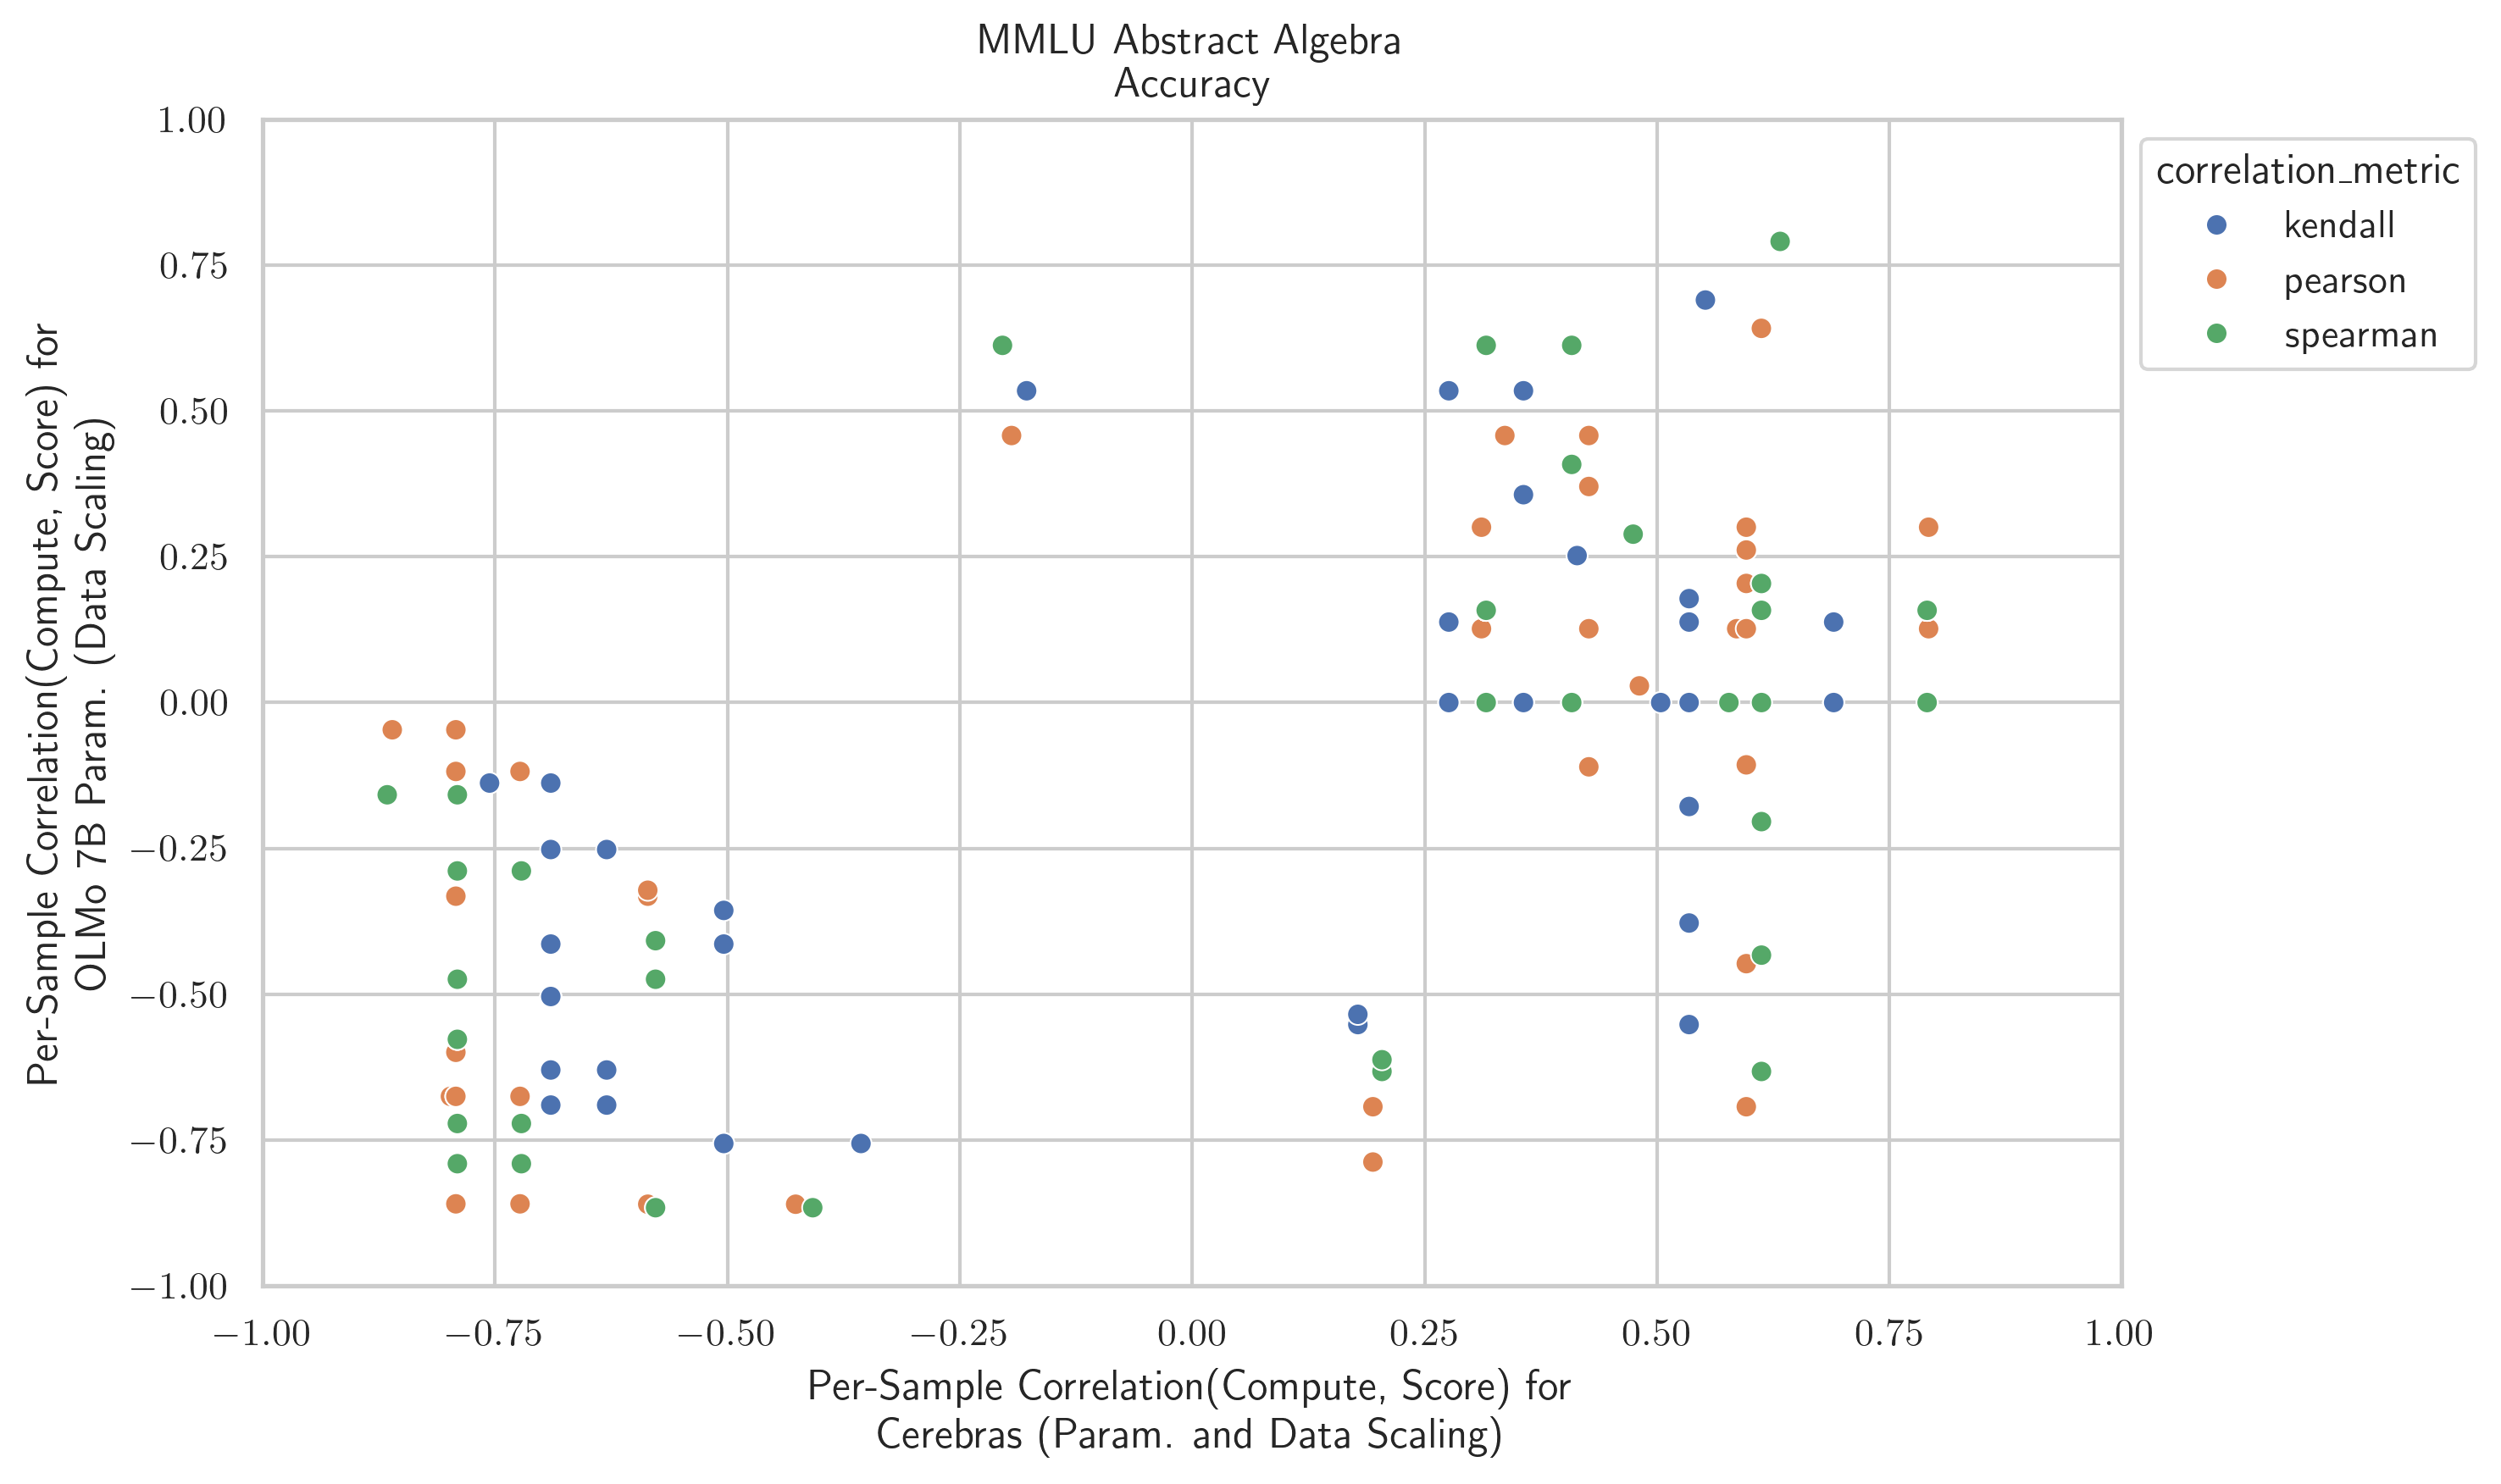 MMLU Abstract Algebra
Accuracy
1.00
0.75
0.50
0.25
0.00
−0.25
−0.50
−0.75
−1.00
Per-Sample Correlation(Compute, Score) for
OLMo 7B Param. (Data Scaling)
correlation_metric
kendall
pearson
spearman
−1.00 −0.75 −0.50 −0.25 0.00 0.25 0.50 0.75 1.00
Per-Sample Correlation(Compute, Score) for
Cerebras (Param. and Data Scaling)